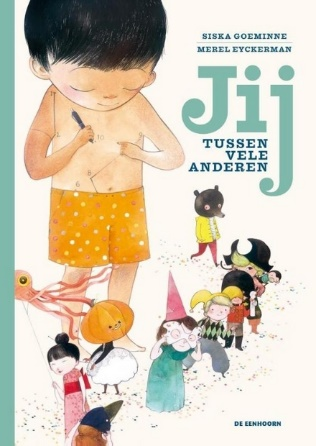 SISKA GOEMINNE
MEREL EYCKERMAN
Jij
TUSSEN
VELE
ANDEREN
DE EENHOORN